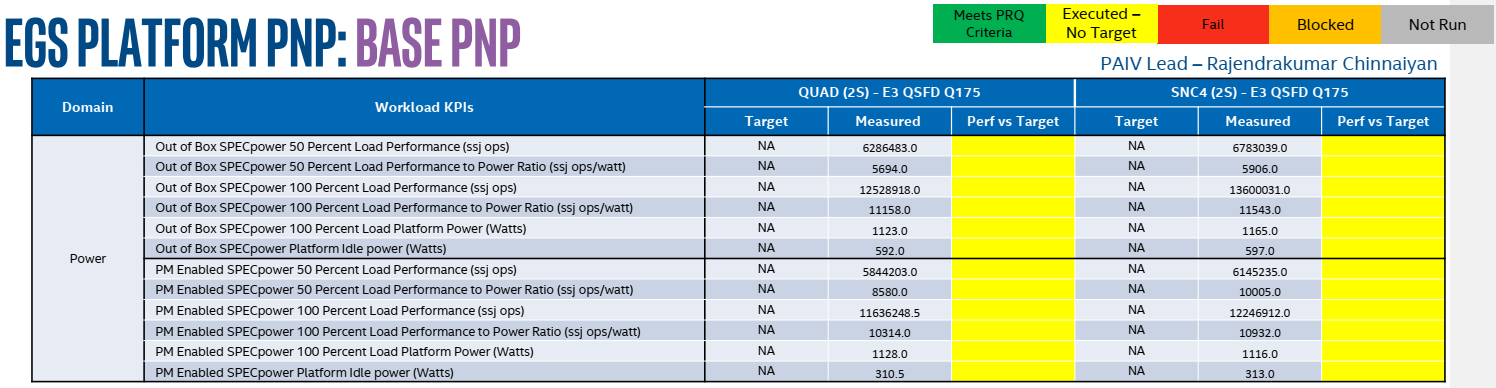 EGS PLATFORM PNP: BASE PNP
Meets PRQ Criteria
Executed – No Target
Fail
Blocked
Not Run
PAIV Lead – Rajendrakumar Chinnaiyan
Domain Workload KPIs QUAD (2S) - E3 QSFD Q175 SNC4 (2S) - E3 QSFD Q175
Target Measured Perf vs Target Target Measured Perf vs Target
Power
Out of Box SPECpower 50 Percent Load Performance (ssj ops) NA 6286483.0 NA 6783039.0
Out of Box SPECpower 50 Percent Load Performance to Power Ratio (ssj ops/watt) NA 5694.0 NA 5906.0
Out of Box SPECpower 100 Percent Load Performance (ssj ops) NA 12528918.0 NA 13600031.0
Out of Box SPECpower 100 Percent Load Performance to Power Ratio (ssj ops/watt) NA 11158.0 NA 11543.0
Out of Box SPECpower 100 Percent Load Platform Power (Watts) NA 1123.0 NA 1165.0
Out of Box SPECpower Platform Idle power (Watts) NA 592.0 NA 597.0
PM Enabled SPECpower 50 Percent Load Performance (ssj ops) NA 5844203.0 NA 6145235.0
PM Enabled SPECpower 50 Percent Load Performance to Power Ratio (ssj ops/watt) NA 8580.0 NA 10005.0
PM Enabled SPECpower 100 Percent Load Performance (ssj ops) NA 11636248.5 NA 12246912.0
PM Enabled SPECpower 100 Percent Load Performance to Power Ratio (ssj ops/watt) NA 10314.0 NA 10932.0
PM Enabled SPECpower 100 Percent Load Platform Power (Watts) NA 1128.0 NA 1116.0
PM Enabled SPECpower Platform Idle power (Watts) NA 310.5 NA 313.0